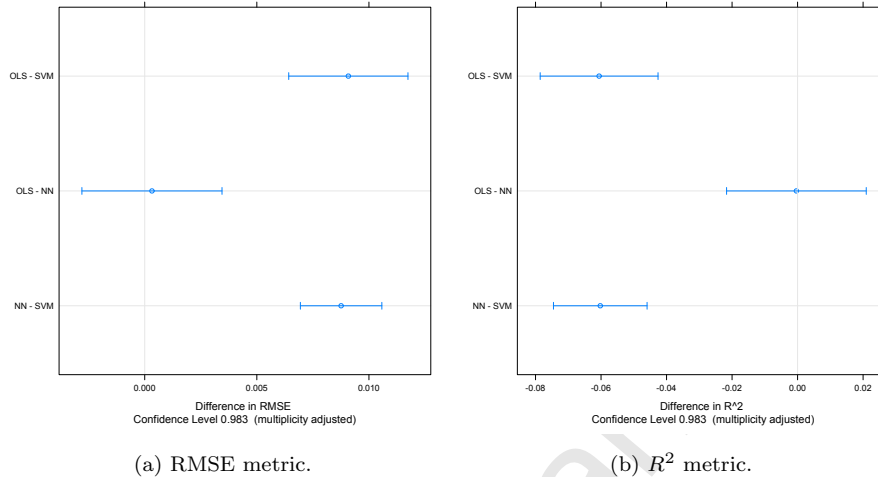 OLS - SVM
OLS - NN
NN - SVM
0.000 0.005 0.010
Difference in RMSE
Confidence Level 0.983 (multiplicity adjusted)
(a) RMSE metric.
OLS - SVM
OLS - NN
NN - SVM
-0.08 -0.06 -0.04 -0.02 0.00 0.02
Difference in R^2
Confidence Level 0.983 (multiplicity adjusted)
(b) R² metric.